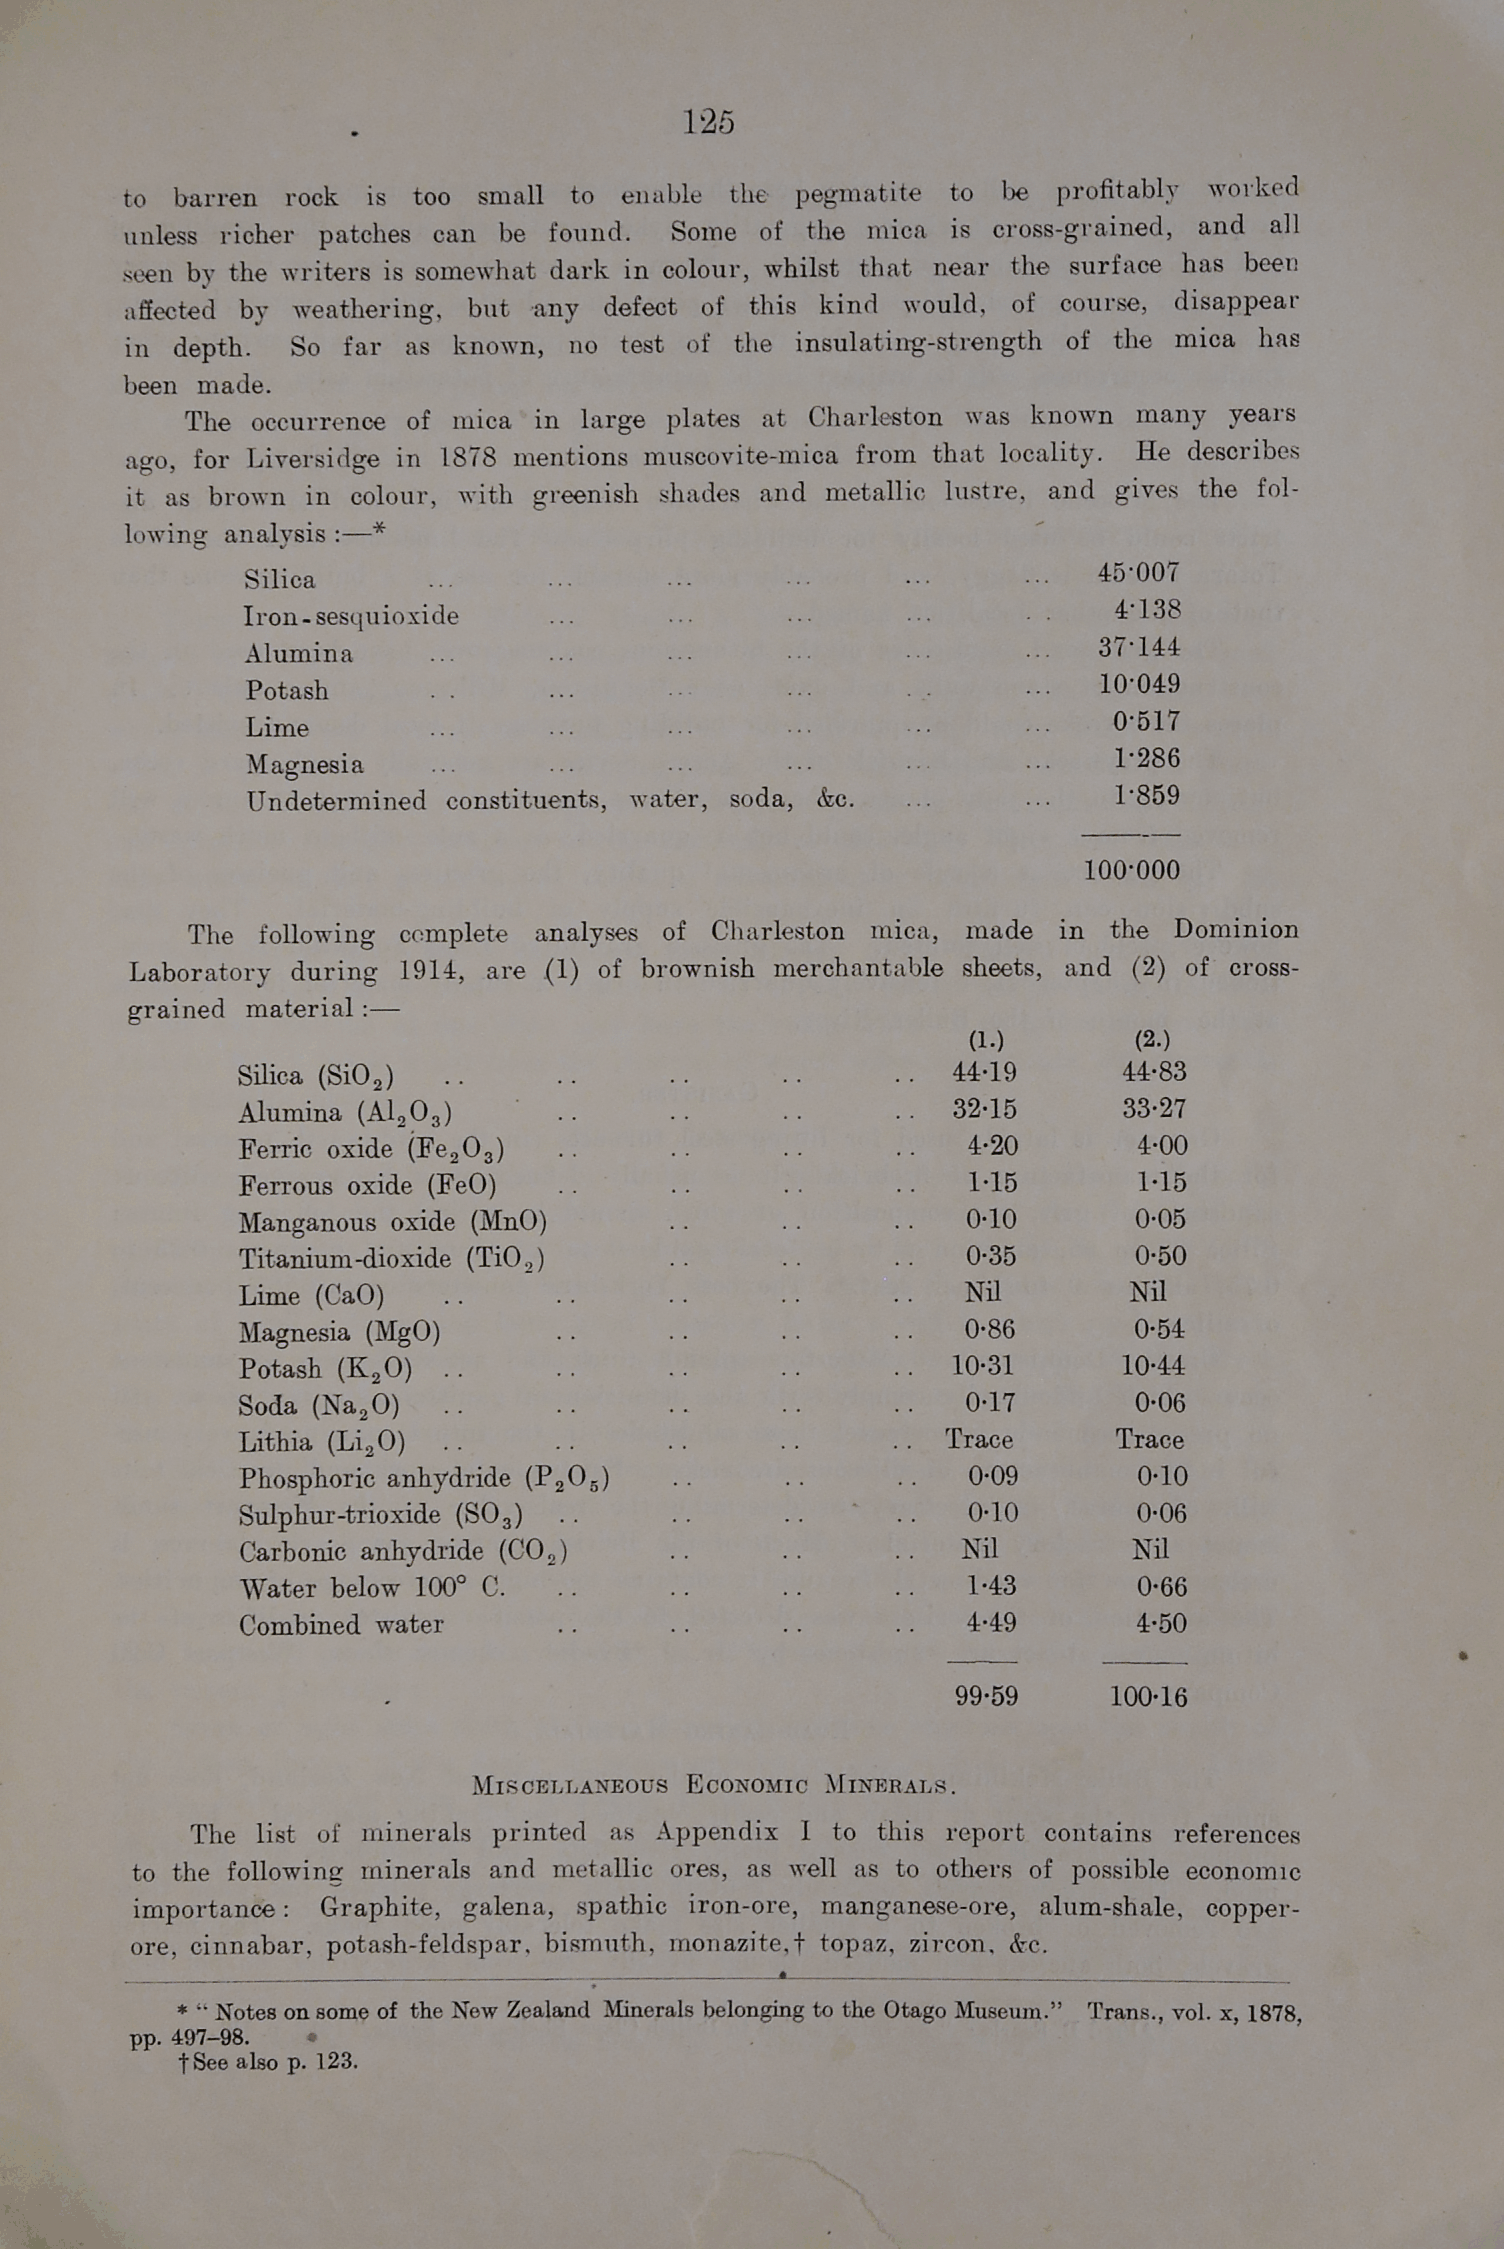 125
to barren rock is too small to enable the pegmatite to be profitably worked
unless richer patches can be found. Some of the mica is cross-grained, and all
seen by the writers is somewhat dark in colour, whilst that near the surface has been
affected by weathering, but any defect of this kind would, of course, disappear
in depth. So far as known, no test of the insulating-strength of the mica has
been made.
The occurrence of mica in large plates at Charleston was known many years
ago, for Liversidge in 1878 mentions muscovite-mica from that locality. He describes
it as brown in colour, with greenish shades and metallic lustre, and gives the fol-
lowing analysis :—*
Silica ... ... ... ... ... ... 45·007
Iron-sesquioxide ... ... ... ... . . 4·138
Alumina ... ... ... ... ... ... 37·144
Potash . . ... ... ... . . ... 10·049
Lime ... ... ... ... ... ... 0·517
Magnesia ... ... ... ... ... ... 1·286
Undetermined constituents, water, soda, &c. ... ... 1·859
100·000
The following complete analyses of Charleston mica, made in the Dominion
Laboratory during 1914, are (1) of brownish merchantable sheets, and (2) of cross-
grained material :—
(1.) (2.)
Silica (SiO₂) .. .. .. .. .. 44·19 44·83
Alumina (Al₂O₃) .. .. .. .. 32·15 33·27
Ferric oxide (Fe₂O₃) .. .. .. .. 4·20 4·00
Ferrous oxide (FeO) .. .. .. .. 1·15 1·15
Manganous oxide (MnO) .. .. .. 0·10 0·05
Titanium-dioxide (TiO₂) .. .. .. 0·35 0·50
Lime (CaO) .. .. .. .. .. Nil Nil
Magnesia (MgO) .. .. .. .. 0·86 0·54
Potash (K₂O) .. .. .. .. .. 10·31 10·44
Soda (Na₂O) .. .. .. .. .. 0·17 0·06
Lithia (Li₂O) .. .. .. .. .. Trace Trace
Phosphoric anhydride (P₂O₅) .. .. .. 0·09 0·10
Sulphur-trioxide (SO₃) .. .. .. .. 0·10 0·06
Carbonic anhydride (CO₂) .. .. .. Nil Nil
Water below 100° C. .. .. .. .. 1·43 0·66
Combined water .. .. .. .. 4·49 4·50
99·59 100·16
MISCELLANEOUS ECONOMIC MINERALS.
The list of minerals printed as Appendix I to this report contains references
to the following minerals and metallic ores, as well as to others of possible economic
importance : Graphite, galena, spathic iron-ore, manganese-ore, alum-shale, copper-
ore, cinnabar, potash-feldspar, bismuth, monazite,† topaz, zircon, &c.
* “ Notes on some of the New Zealand Minerals belonging to the Otago Museum.” Trans., vol. x, 1878,
pp. 497–98.
† See also p. 123.